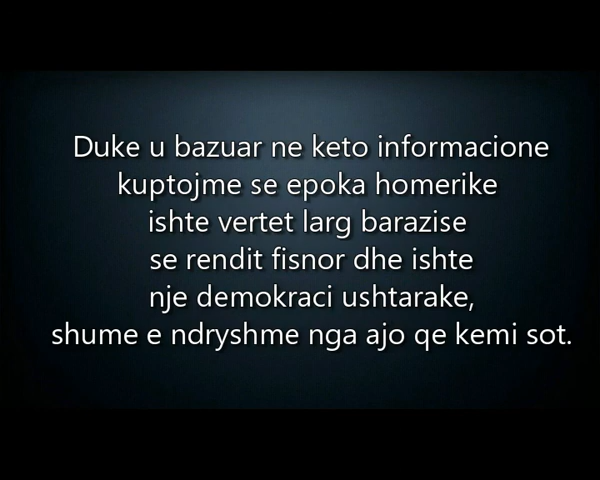 Duke u bazuar ne keto informacione
kuptojme se epoka homerike
ishte vertet larg barazise
se rendit fisnor dhe ishte
nje demokraci ushtarake,
shume e ndryshme nga ajo qe kemi sot.